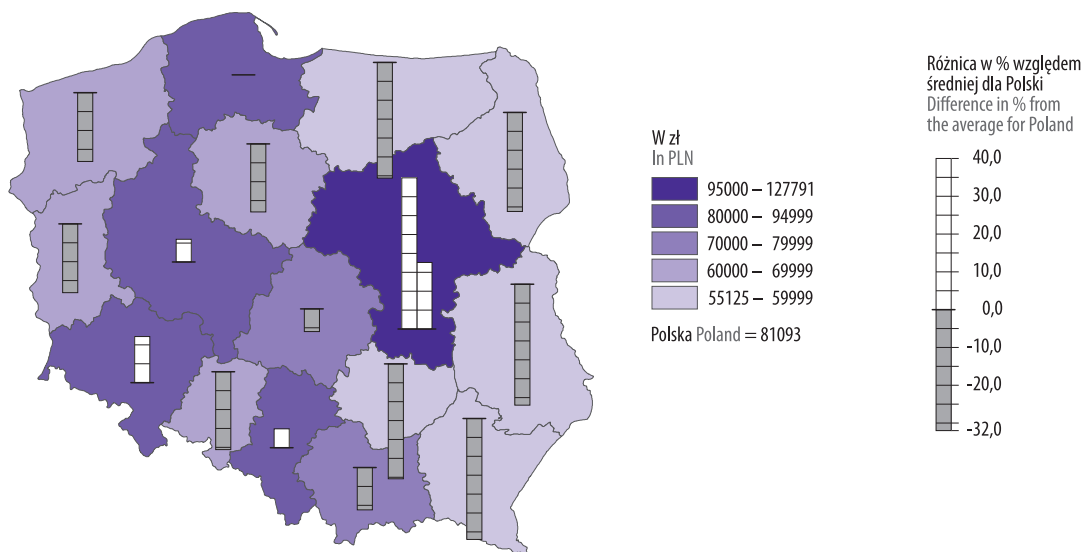 W zł
In PLN
95000 – 127791
80000 – 94999
70000 – 79999
60000 – 69999
55125 – 59999
Polska Poland = 81093
Różnica w % względem
średniej dla Polski
Difference in % from
the average for Poland
40,0
30,0
20,0
10,0
0,0
-10,0
-20,0
-32,0